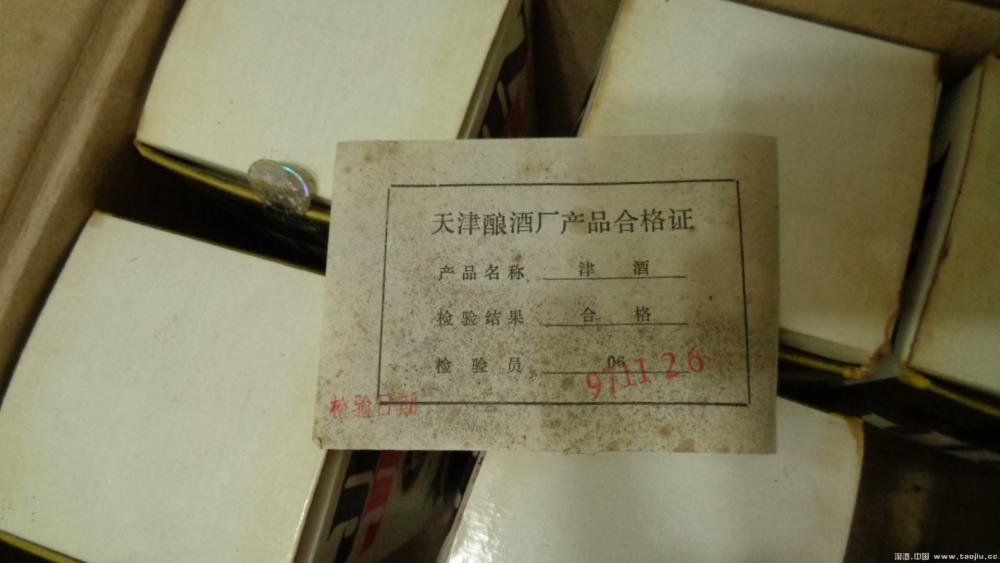 天津酿酒厂产品合格证
产品名称 津 酒
检验结果 合 格
检验员 06
检验日期
971126
淘酒.中国 www.taojiu.cc